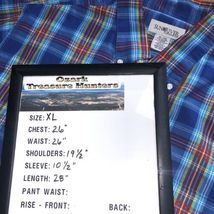 Ozark
Treasure Hunters
SIZE: XL
CHEST: 26"
WAIST: 26"
SHOULDERS: 19½"
SLEEVE: 10½"
LENGTH: 28"
PANT WAIST:
RISE - FRONT: BACK: